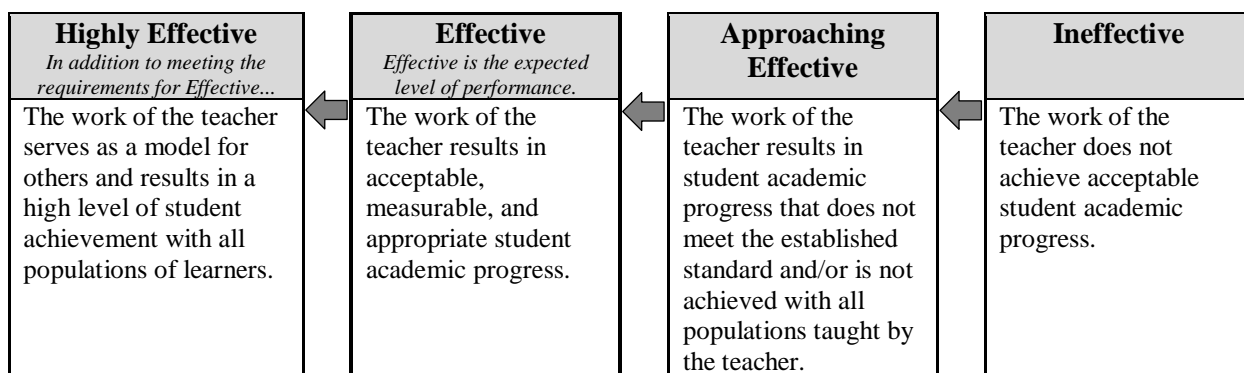 Highly Effective
In addition to meeting the
requirements for Effective...
The work of the teacher
serves as a model for
others and results in a
high level of student
achievement with all
populations of learners.
Effective
Effective is the expected
level of performance.
The work of the
teacher results in
acceptable,
measurable, and
appropriate student
academic progress.
Approaching
Effective
The work of the
teacher results in
student academic
progress that does not
meet the established
standard and/or is not
achieved with all
populations taught by
the teacher.
Ineffective
The work of the
teacher does not
achieve acceptable
student academic
progress.